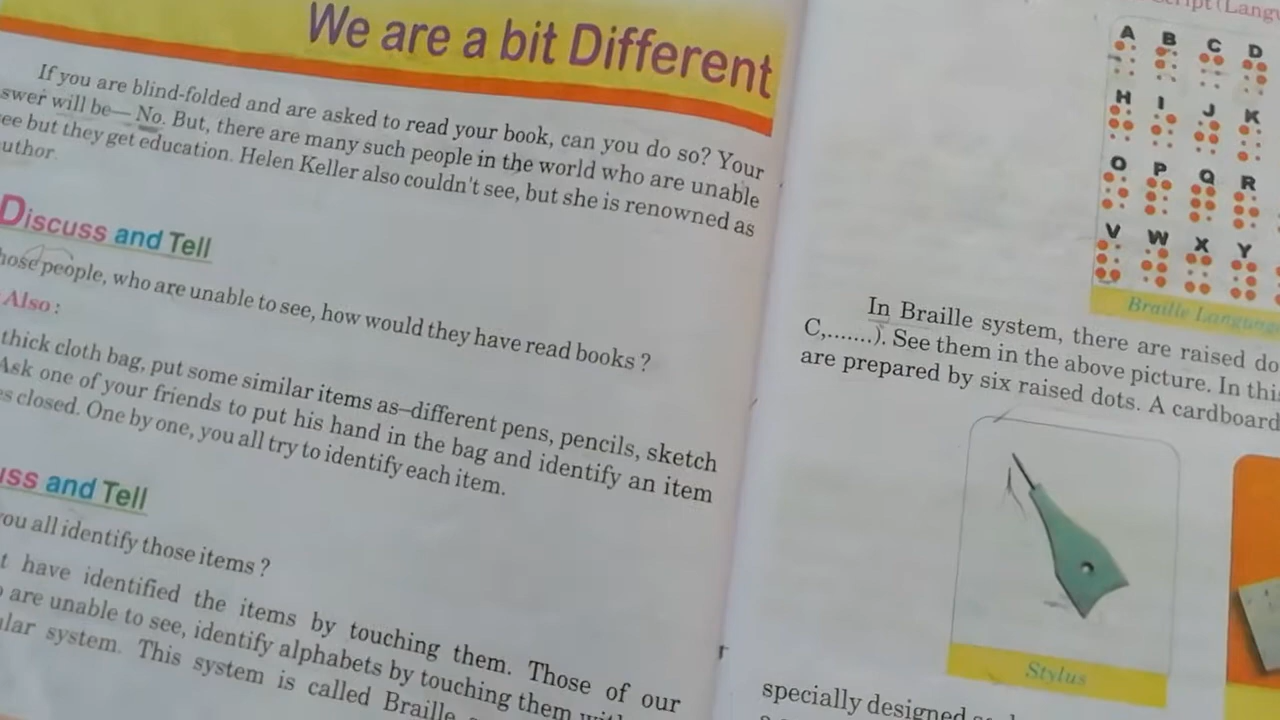 We are a bit Different
If you are blind-folded and are asked to read your book, can you do so? Your
swer will be— No. But, there are many such people in the world who are unable
ee but they get education. Helen Keller also couldn't see, but she is renowned as
uthor.
Discuss and Tell
hose people, who are unable to see, how would they have read books ?
Also :
thick cloth bag, put some similar items as–different pens, pencils, sketch
Ask one of your friends to put his hand in the bag and identify an item
es closed. One by one, you all try to identify each item.
uss and Tell
you all identify those items ?
t have identified the items by touching them. Those of our
are unable to see, identify alphabets by touching them
lar system. This system is called Braille
A B C D
H I J K
O P Q R
V W X Y
Braille Language
In Braille system, there are raised do
C,.......). See them in the above picture. In this
are prepared by six raised dots. A cardboard
Stylus
specially designed